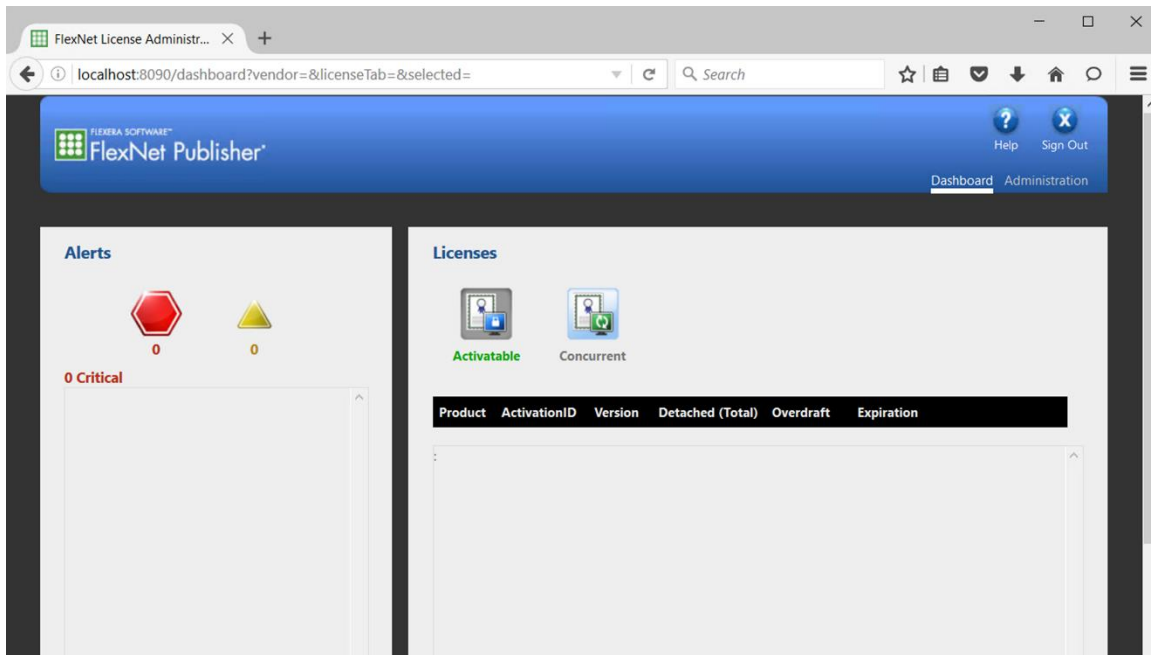 FlexNet License Administr...
localhost:8090/dashboard?vendor=&licenseTab=&selected=
Search
FLEXERA SOFTWARE™
FlexNet Publisher·
Help
Sign Out
Dashboard
Administration
Alerts
0
0
0 Critical
Licenses
Activatable
Concurrent
Product ActivationID Version Detached (Total) Overdraft Expiration
: